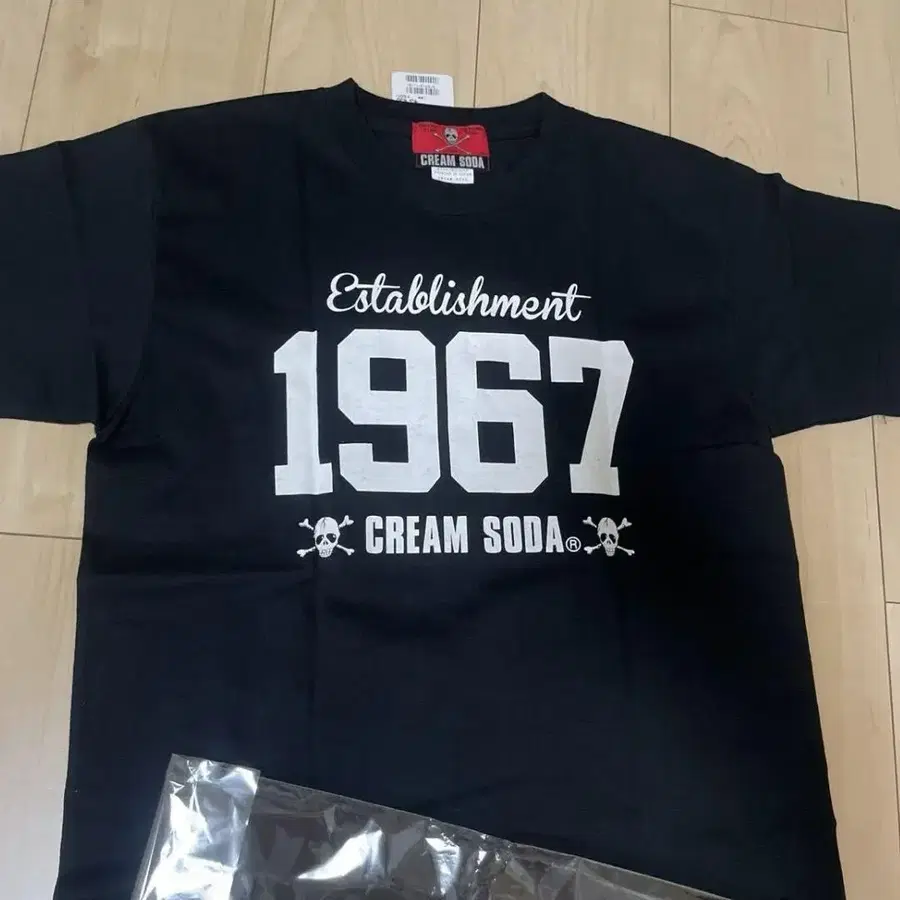 CREAM SODA
Establishment
1967
CREAM SODA®